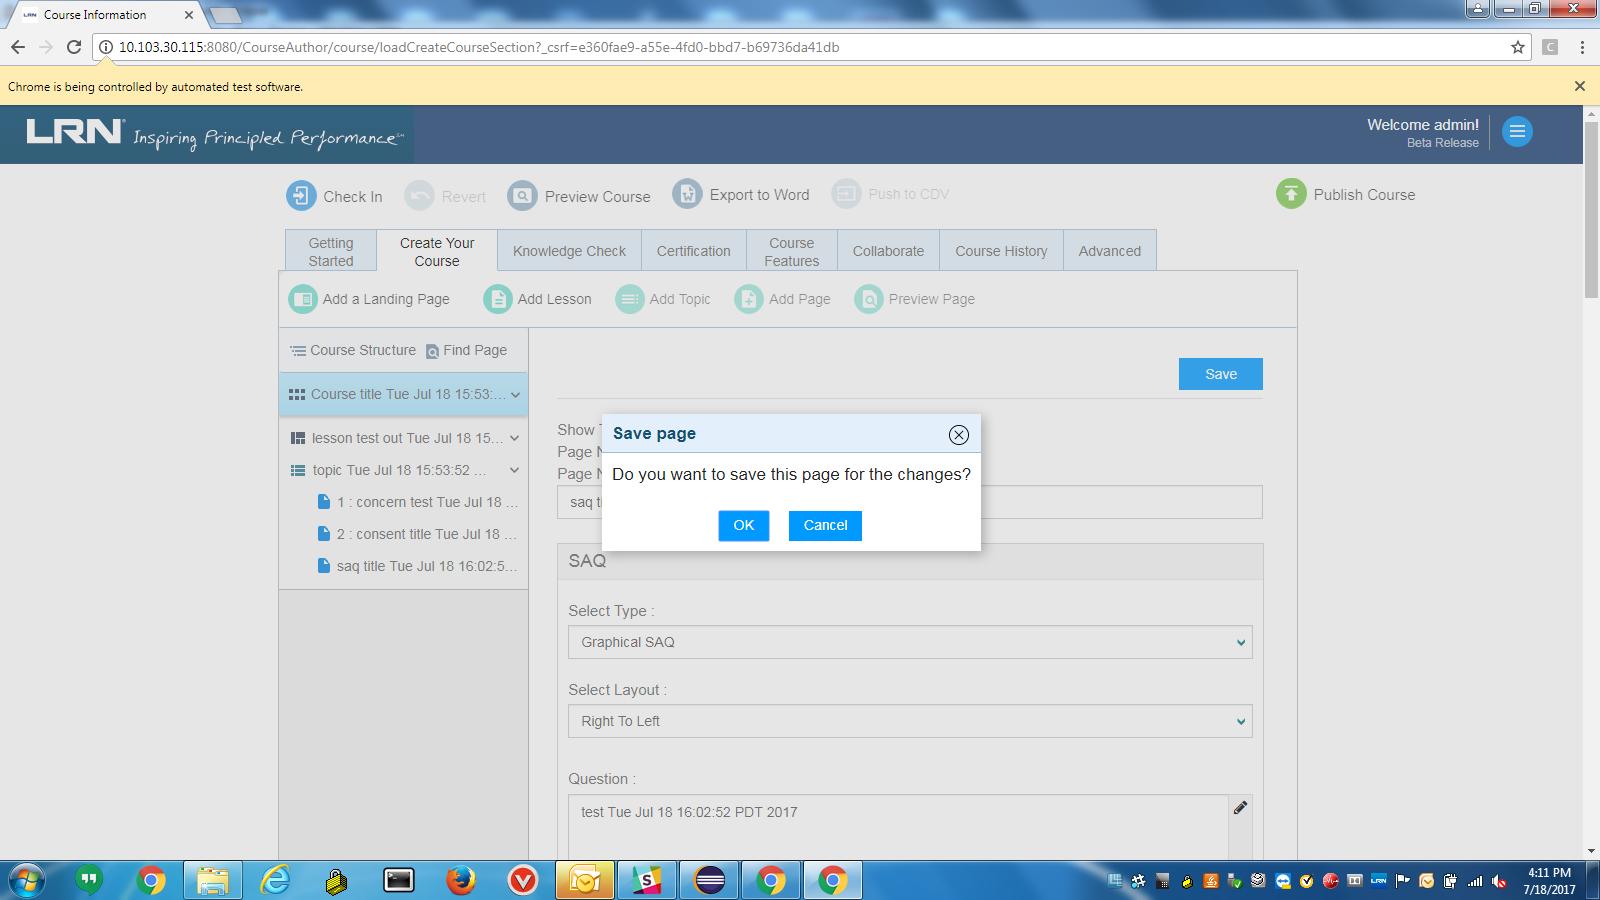 LRN Course Information
10.103.30.115:8080/CourseAuthor/course/loadCreateCourseSection?_csrf=e360fae9-a55e-4fd0-bbd7-b69736da41db
C
Chrome is being controlled by automated test software.
LRN Inspiring Principled Performance
Welcome admin!
Beta Release
Check In Revert Preview Course Export to Word Push to CDV Publish Course
Getting Started
Create Your Course
Knowledge Check
Certification
Course Features
Collaborate
Course History
Advanced
Add a Landing Page Add Lesson Add Topic Add Page Preview Page
Course Structure Find Page
Course title Tue Jul 18 15:53:...
lesson test out Tue Jul 18 15...
topic Tue Jul 18 15:53:52 ...
1 : concern test Tue Jul 18 ...
2 : consent title Tue Jul 18 ...
saq title Tue Jul 18 16:02:5...
Save
Show
Page
Page
saq
Save page
Do you want to save this page for the changes?
OK Cancel
SAQ
Select Type :
Graphical SAQ
Select Layout :
Right To Left
Question :
test Tue Jul 18 16:02:52 PDT 2017
LRN
4:11 PM
7/18/2017